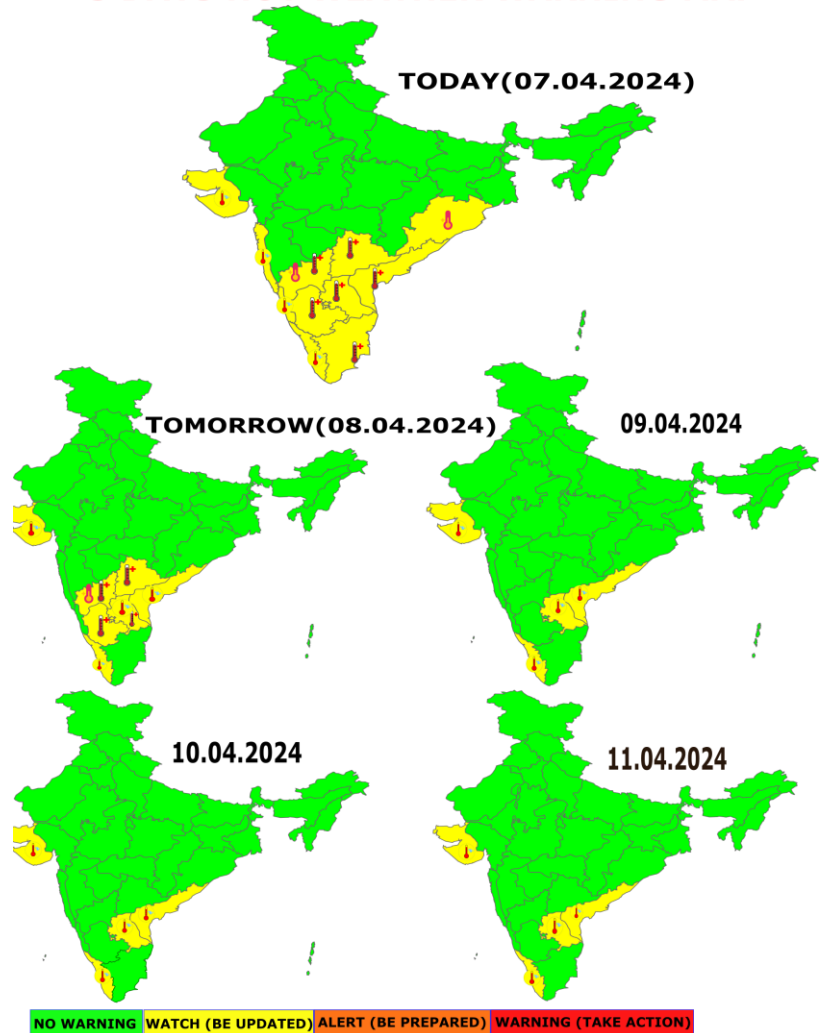 TODAY(07.04.2024)
TOMORROW(08.04.2024)
09.04.2024
10.04.2024
11.04.2024
NO WARNING
WATCH (BE UPDATED)
ALERT (BE PREPARED)
WARNING (TAKE ACTION)